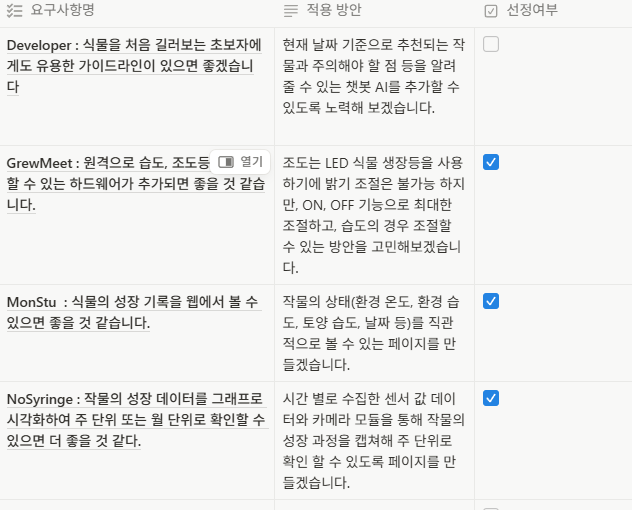 요구사항명
적용 방안
선정여부
Developer : 식물을 처음 길러보는 초보자에
게도 유용한 가이드라인이 있으면 좋겠습니
다
현재 날짜 기준으로 추천되는 작
물과 주의해야 할 점 등을 알려
줄 수 있는 챗봇 AI를 추가할 수
있도록 노력해 보겠습니다.
GrewMeet : 원격으로 습도, 조도등
열기
할 수 있는 하드웨어가 추가되면 좋을 것 같습
니다.
조도는 LED 식물 생장등을 사용
하기에 밝기 조절은 불가능 하지
만, ON, OFF 기능으로 최대한
조절하고, 습도의 경우 조절할
수 있는 방안을 고민해보겠습니
다.
MonStu : 식물의 성장 기록을 웹에서 볼 수
있으면 좋을 것 같습니다.
작물의 상태(환경 온도, 환경 습
도, 토양 습도, 날짜 등)를 직관
적으로 볼 수 있는 페이지를 만
들겠습니다.
NoSyringe : 작물의 성장 데이터를 그래프로
시각화하여 주 단위 또는 월 단위로 확인할 수
있으면 더 좋을 것 같다.
시간 별로 수집한 센서 값 데이
터와 카메라 모듈을 통해 작물의
성장 과정을 캡쳐해 주 단위로
확인 할 수 있도록 페이지를 만
들겠습니다.